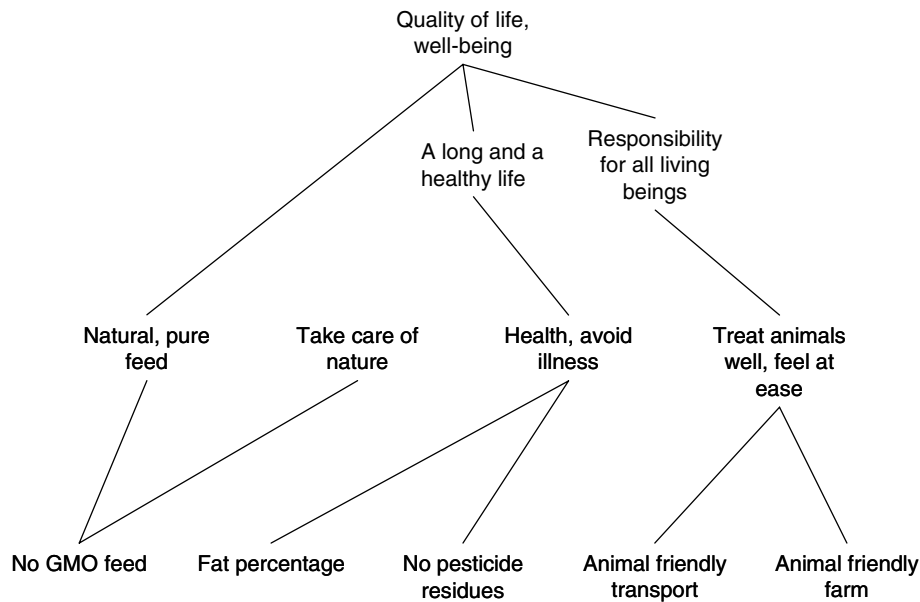 Quality of life,
well-being
A long and a
healthy life
Responsibility
for all living
beings
Natural, pure
feed
Take care of
nature
Health, avoid
illness
Treat animals
well, feel at
ease
No GMO feed
Fat percentage
No pesticide
residues
Animal friendly
transport
Animal friendly
farm